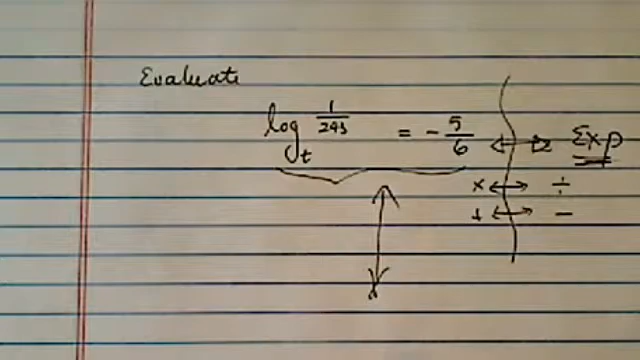 Evaluate
log_t 1/243 = -5/6 ↔ Exp
× ↔ ÷
+ ↔ −